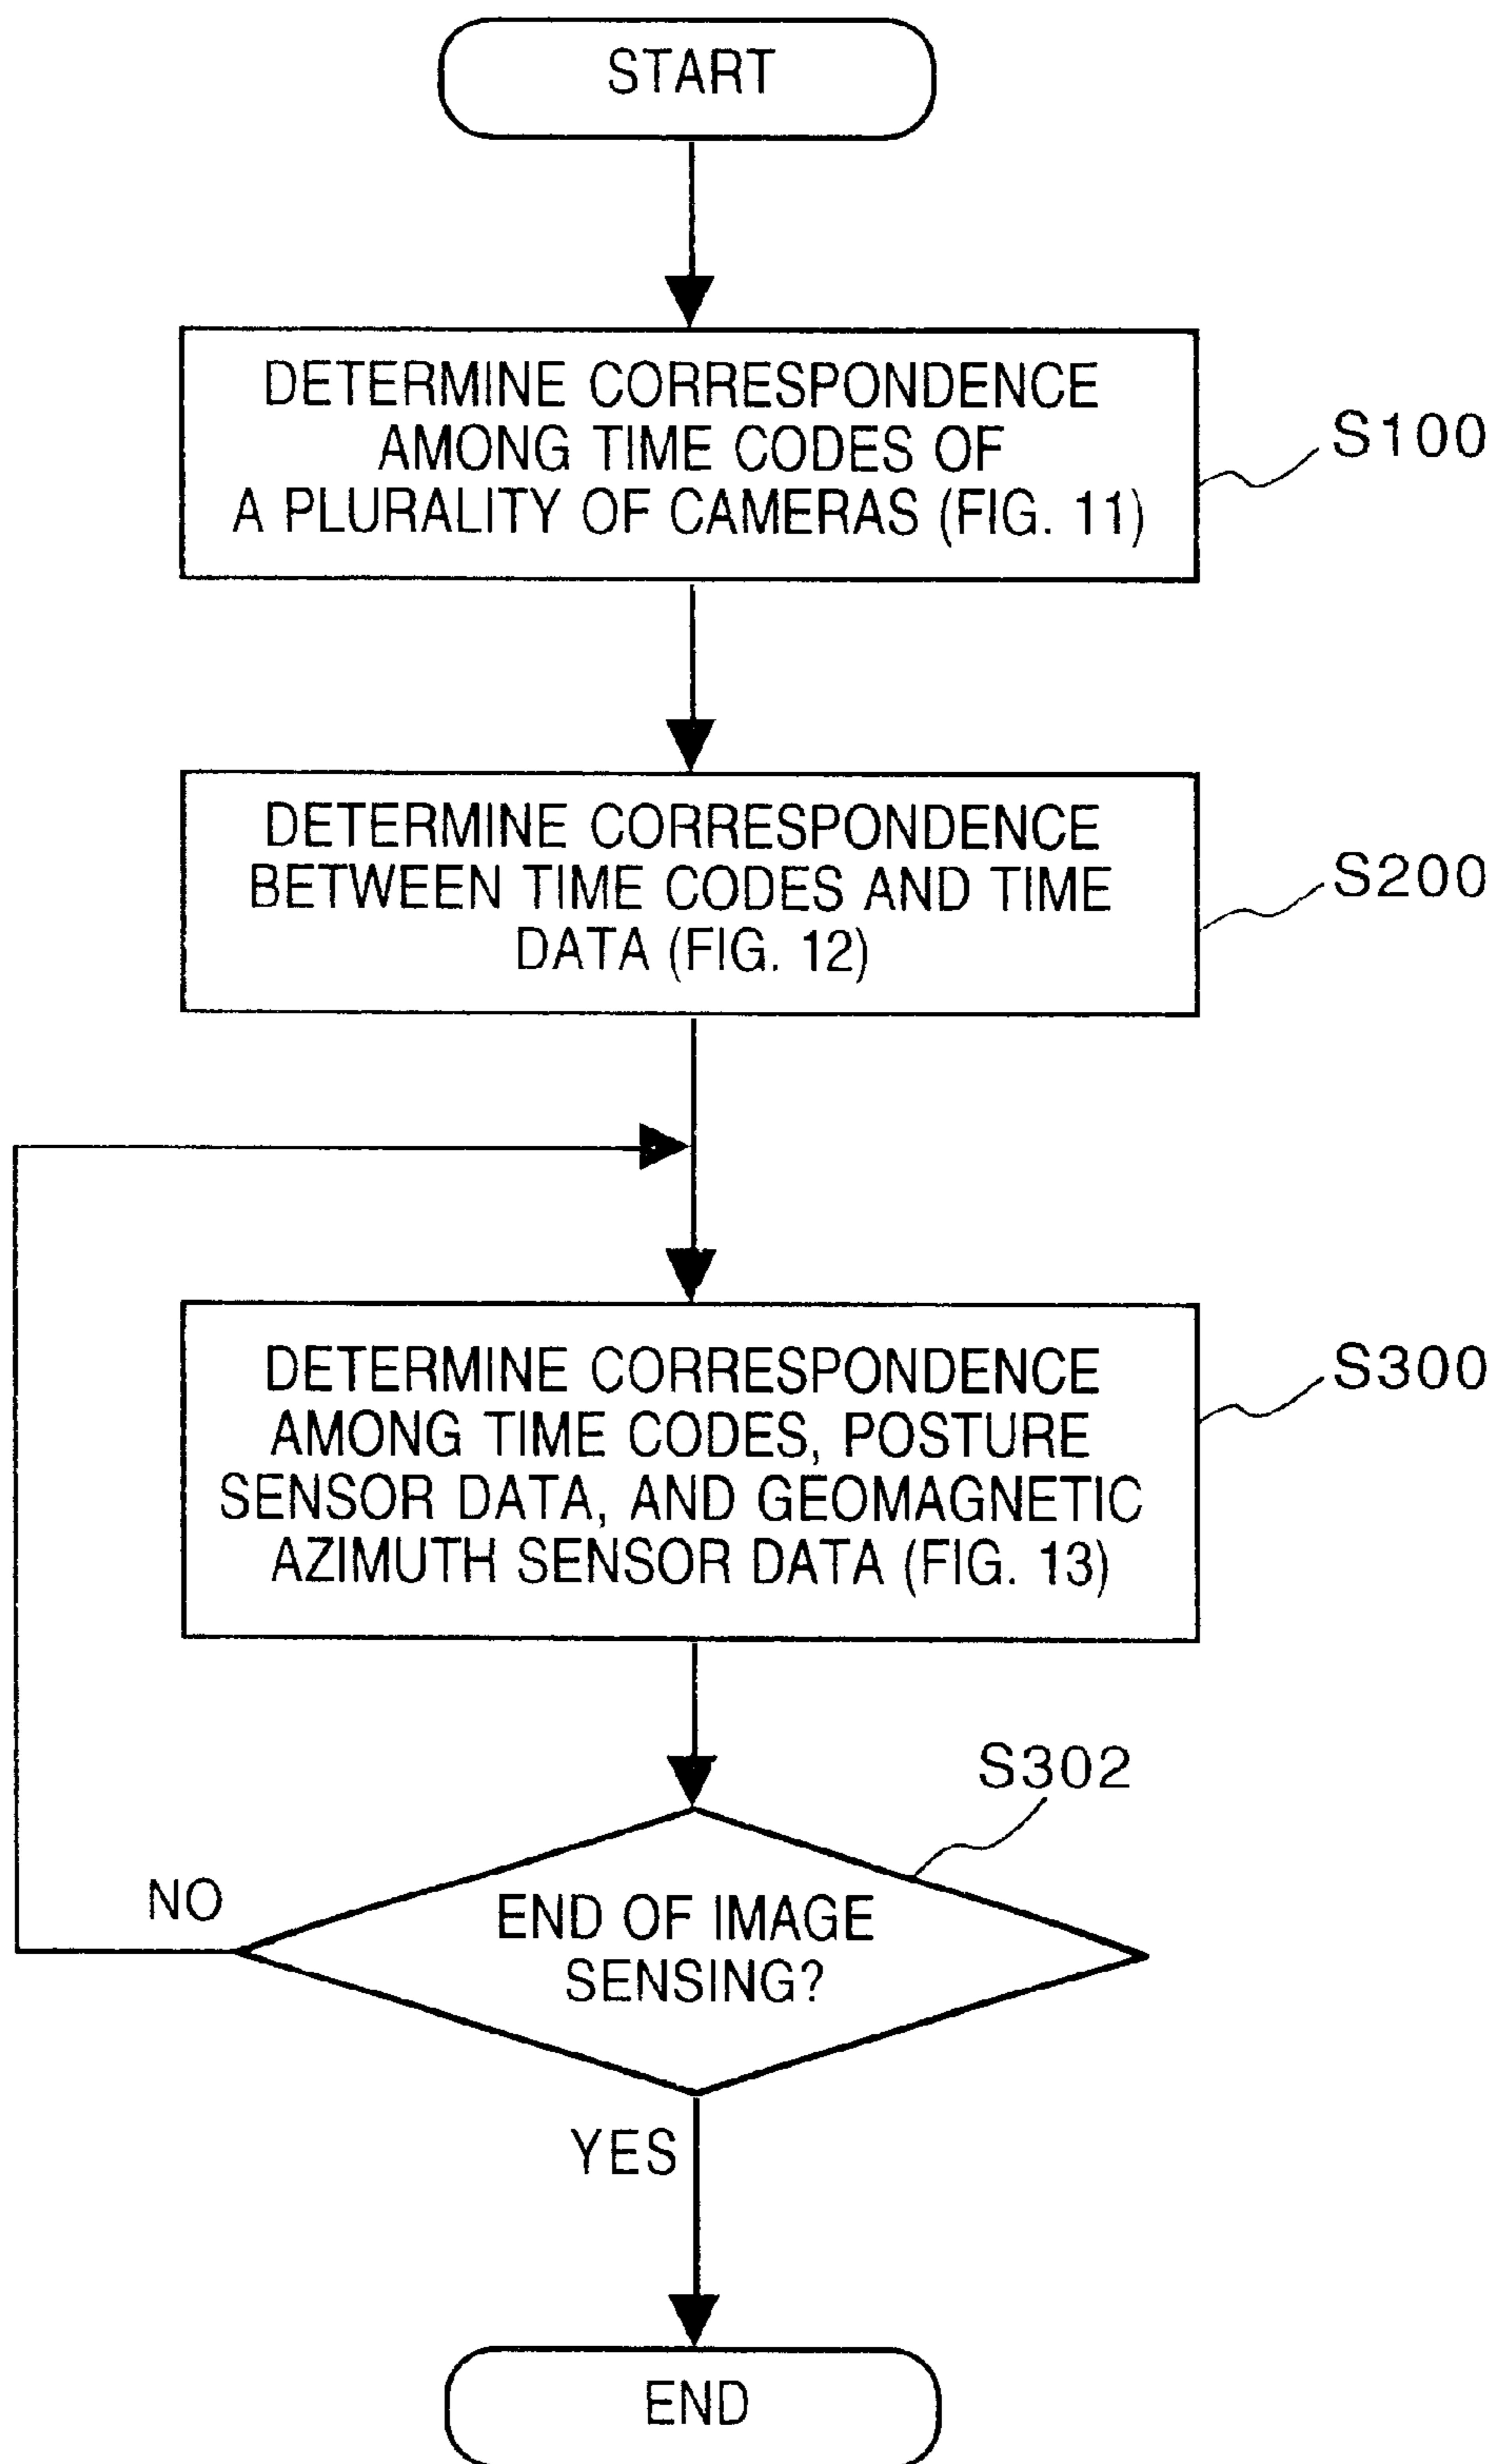 START
DETERMINE CORRESPONDENCE
AMONG TIME CODES OF
A PLURALITY OF CAMERAS (FIG. 11)
S100
DETERMINE CORRESPONDENCE
BETWEEN TIME CODES AND TIME
DATA (FIG. 12)
S200
DETERMINE CORRESPONDENCE
AMONG TIME CODES, POSTURE
SENSOR DATA, AND GEOMAGNETIC
AZIMUTH SENSOR DATA (FIG. 13)
S300
S302
NO
END OF IMAGE
SENSING?
YES
END